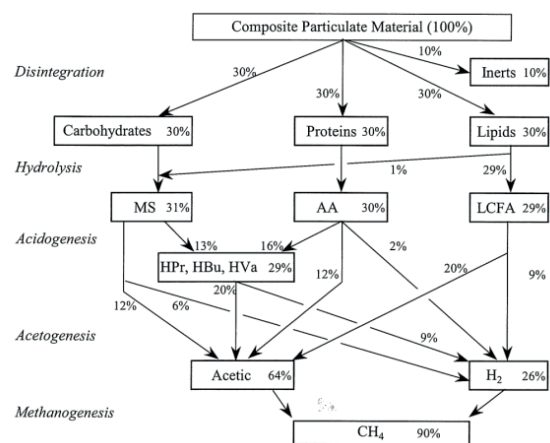 Composite Particulate Material (100%)
10%
Disintegration
30%
Inerts 10%
30%
30%
Carbohydrates 30%
Proteins 30%
Lipids 30%
Hydrolysis
1%
29%
MS 31%
AA 30%
LCFA 29%
Acidogenesis
13%
16%
2%
HPr, HBu, HVa 29%
12%
20%
9%
20%
12%
6%
9%
Acetogenesis
Acetic 64%
H2 26%
Methanogenesis
CH4 90%